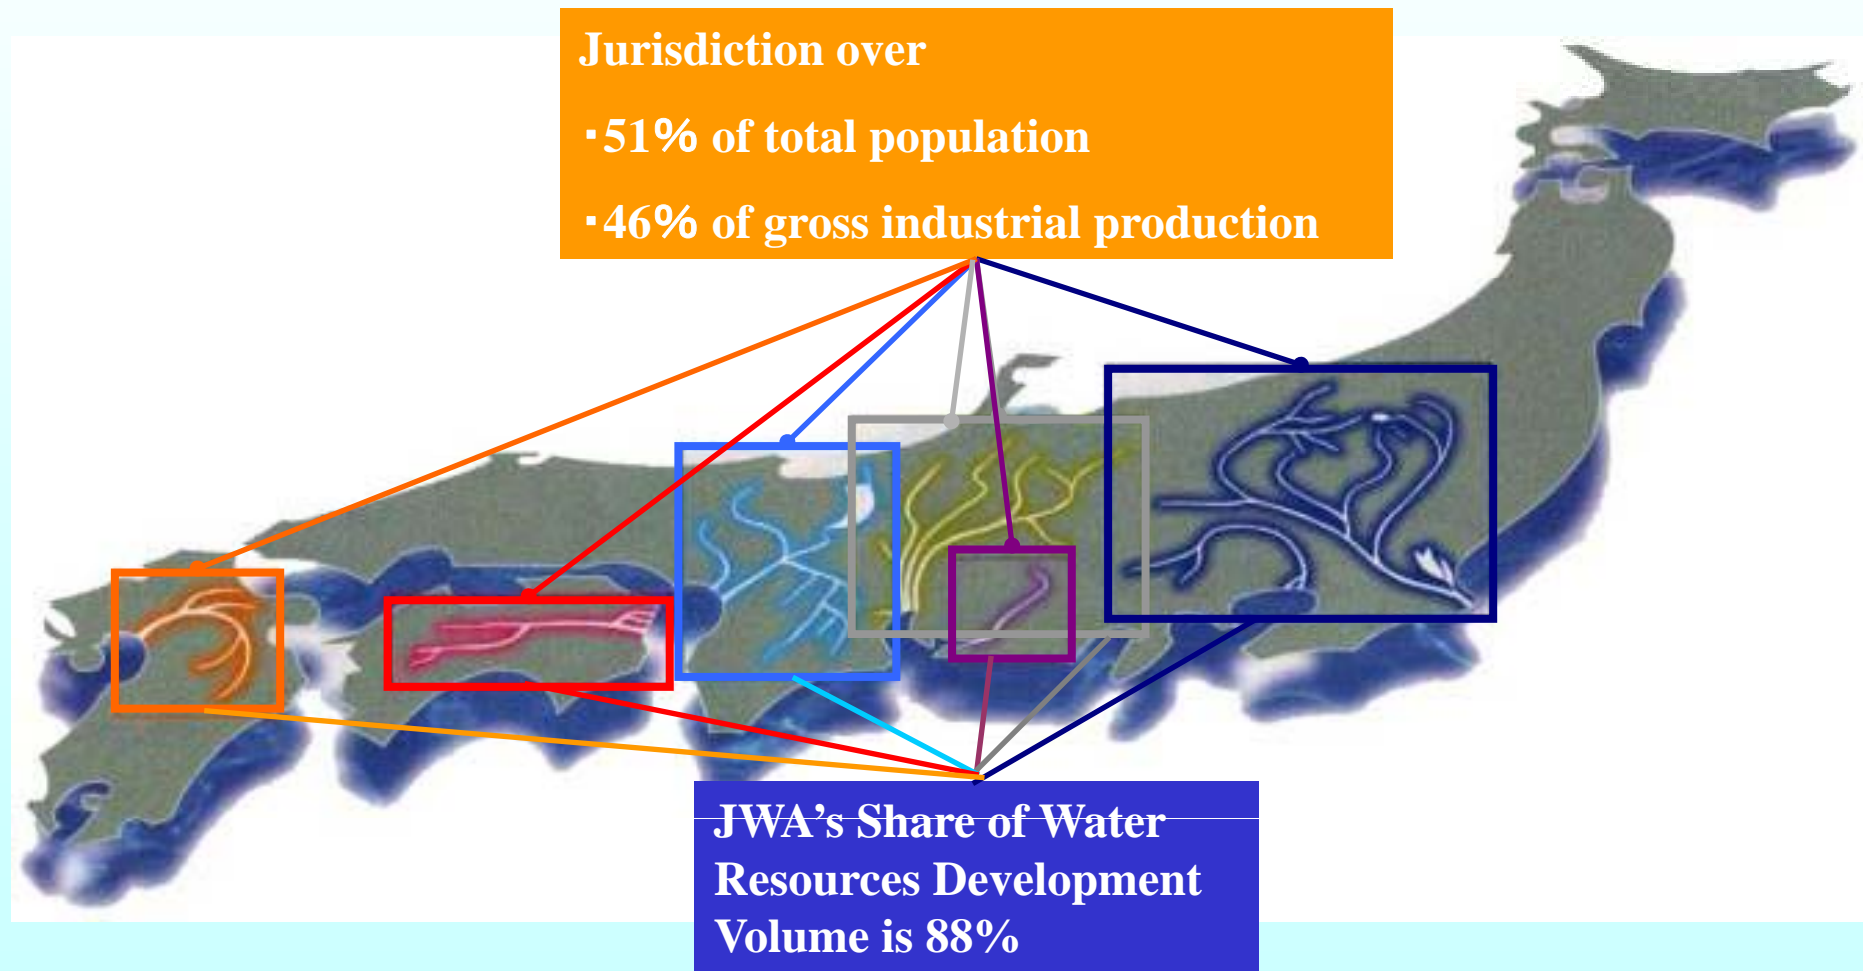 Jurisdiction over
・51% of total population
・46% of gross industrial production
JWA’s Share of Water
Resources Development
Volume is 88%